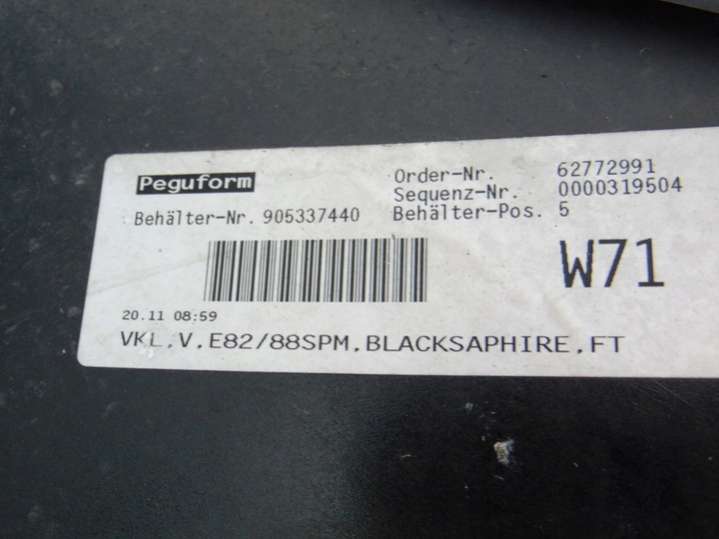 Peguform
Order-Nr. 62772991
Sequenz-Nr. 0000319504
Behälter-Nr. 905337440 Behälter-Pos. 5
W71
20.11 08:59
VKL.V.E82/88SPM.BLACKSAPHIRE.FT